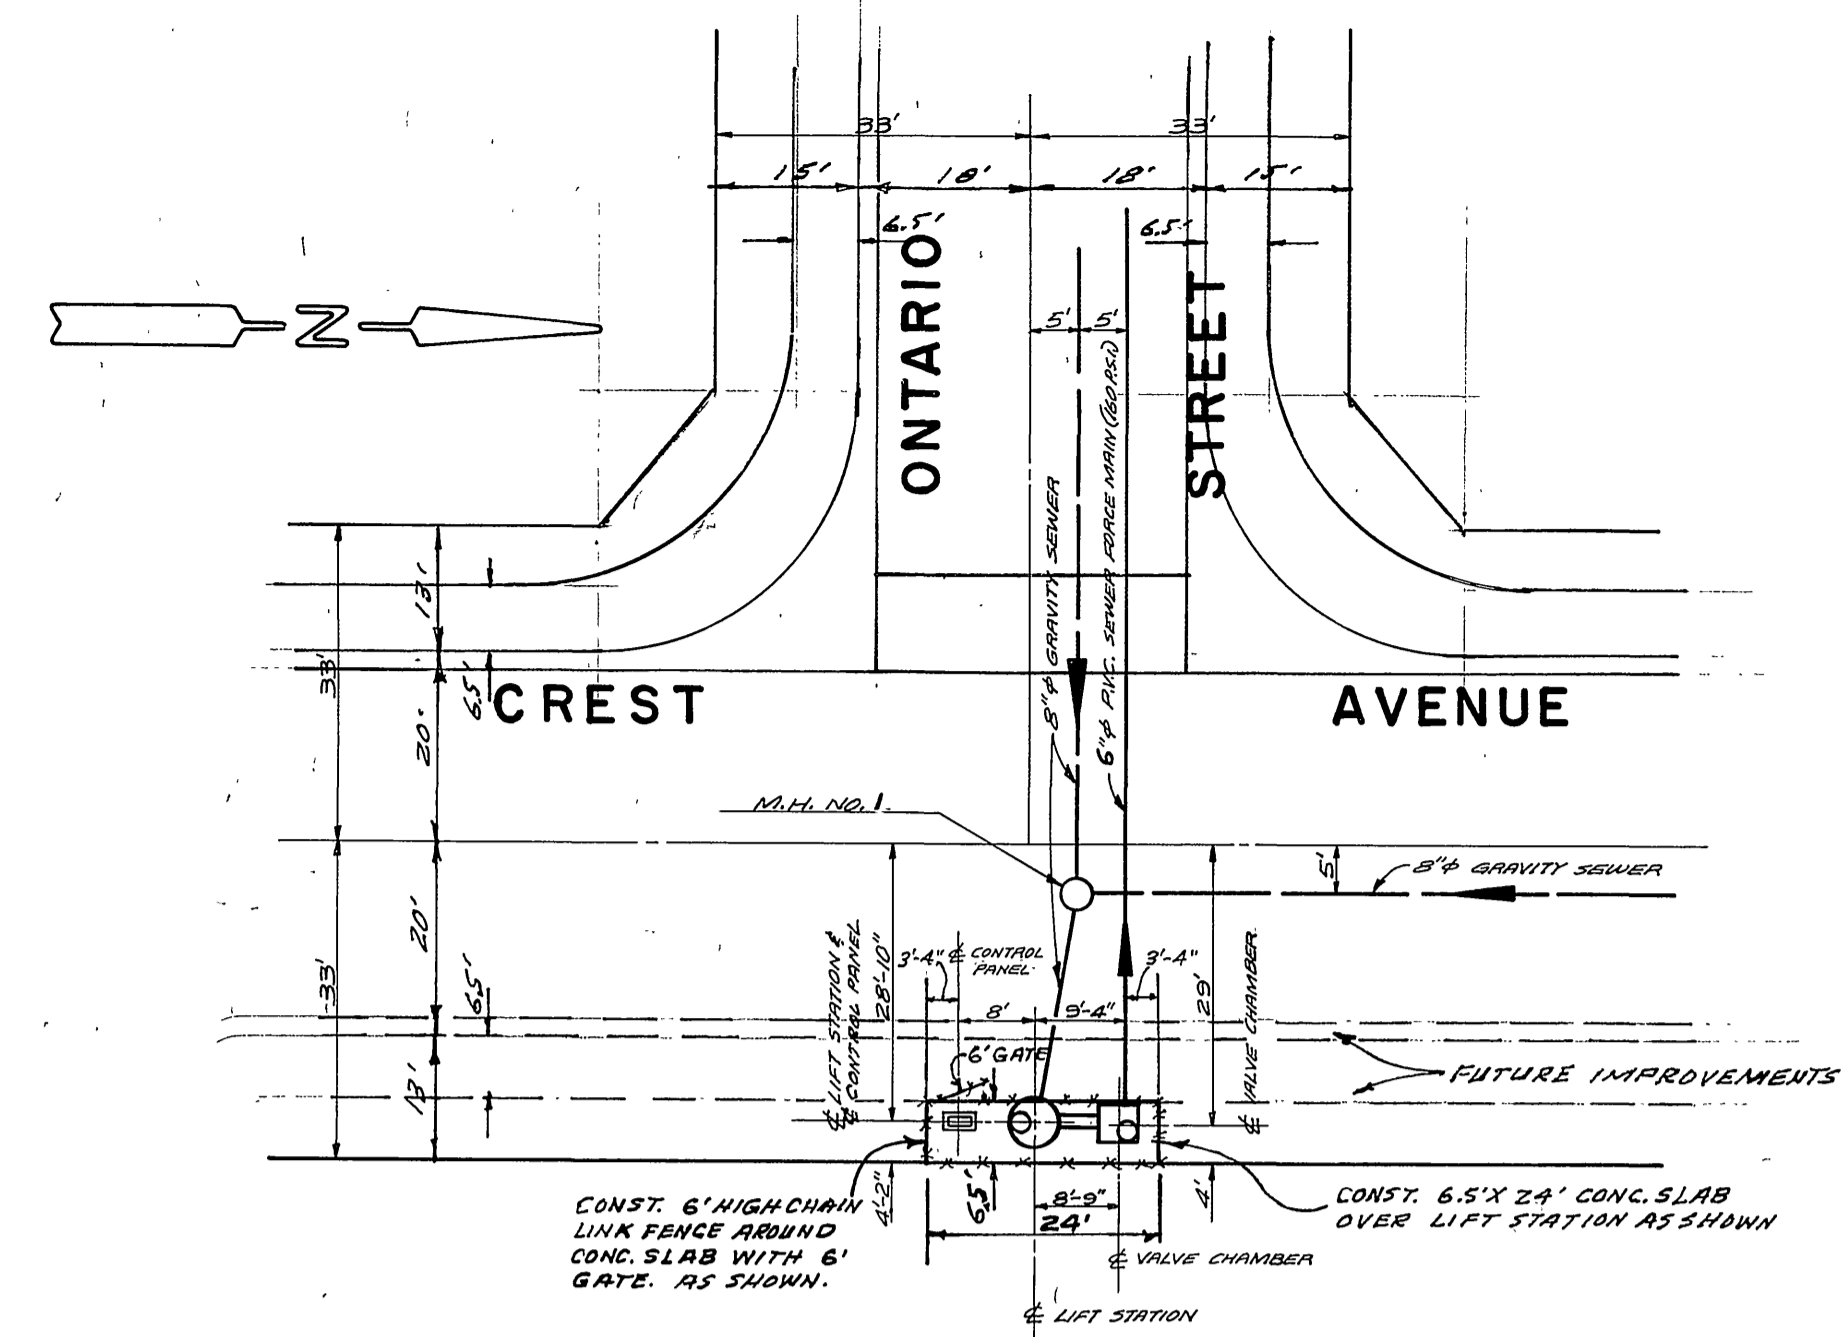 33'
33'
15'
18'
18'
15'
6.5'
6.5'
N
ONTARIO
STREET
5'
5'
8"ϕ GRAVITY SEWER
6"ϕ P.V.C. SEWER FORCE MAIN (160 P.S.I.)
13'
33'
6.5'
20'
CREST
AVENUE
M.H. NO. 1.
5'
8"ϕ GRAVITY SEWER
20'
33'
6.5'
13'
℄ LIFT STATION &
℄ CONTROL PANEL
28'-10"
3'-4"
℄ CONTROL
PANEL
3'-4"
29'
℄ VALVE CHAMBER
8'
9'-4"
6' GATE
FUTURE IMPROVEMENTS
CONST. 6' HIGH CHAIN
LINK FENCE AROUND
CONC. SLAB WITH 6'
GATE. AS SHOWN.
4'-2"
6.5'
8'-9"
24'
4'
CONST. 6.5' X 24' CONC. SLAB
OVER LIFT STATION AS SHOWN
℄ VALVE CHAMBER
℄ LIFT STATION